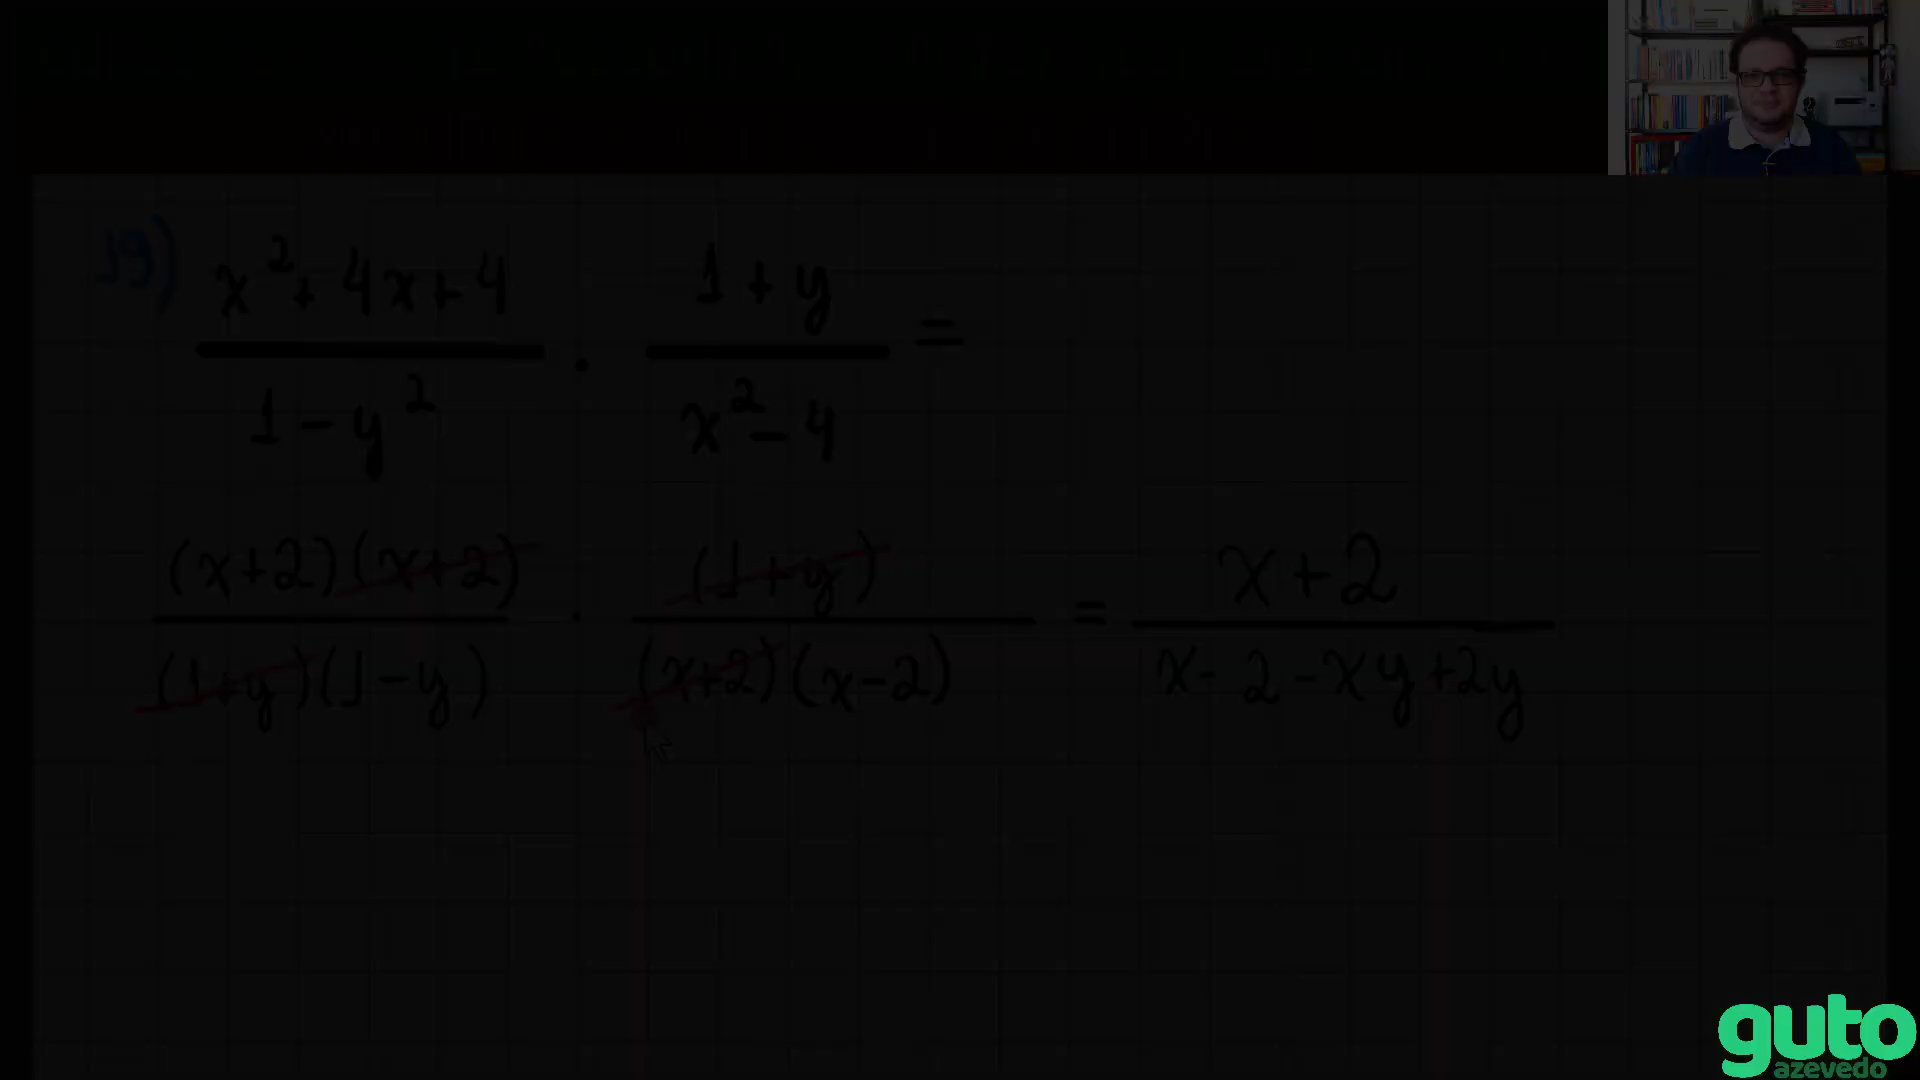 19)
x² + 4x + 4 / 1 - y² · 1 + y / x² - 4 =
(x+2)(x+2) / (1+y)(1-y) · (1+y) / (x+2)(x-2) = x+2 / x - 2 - xy + 2y
guto
azevedo